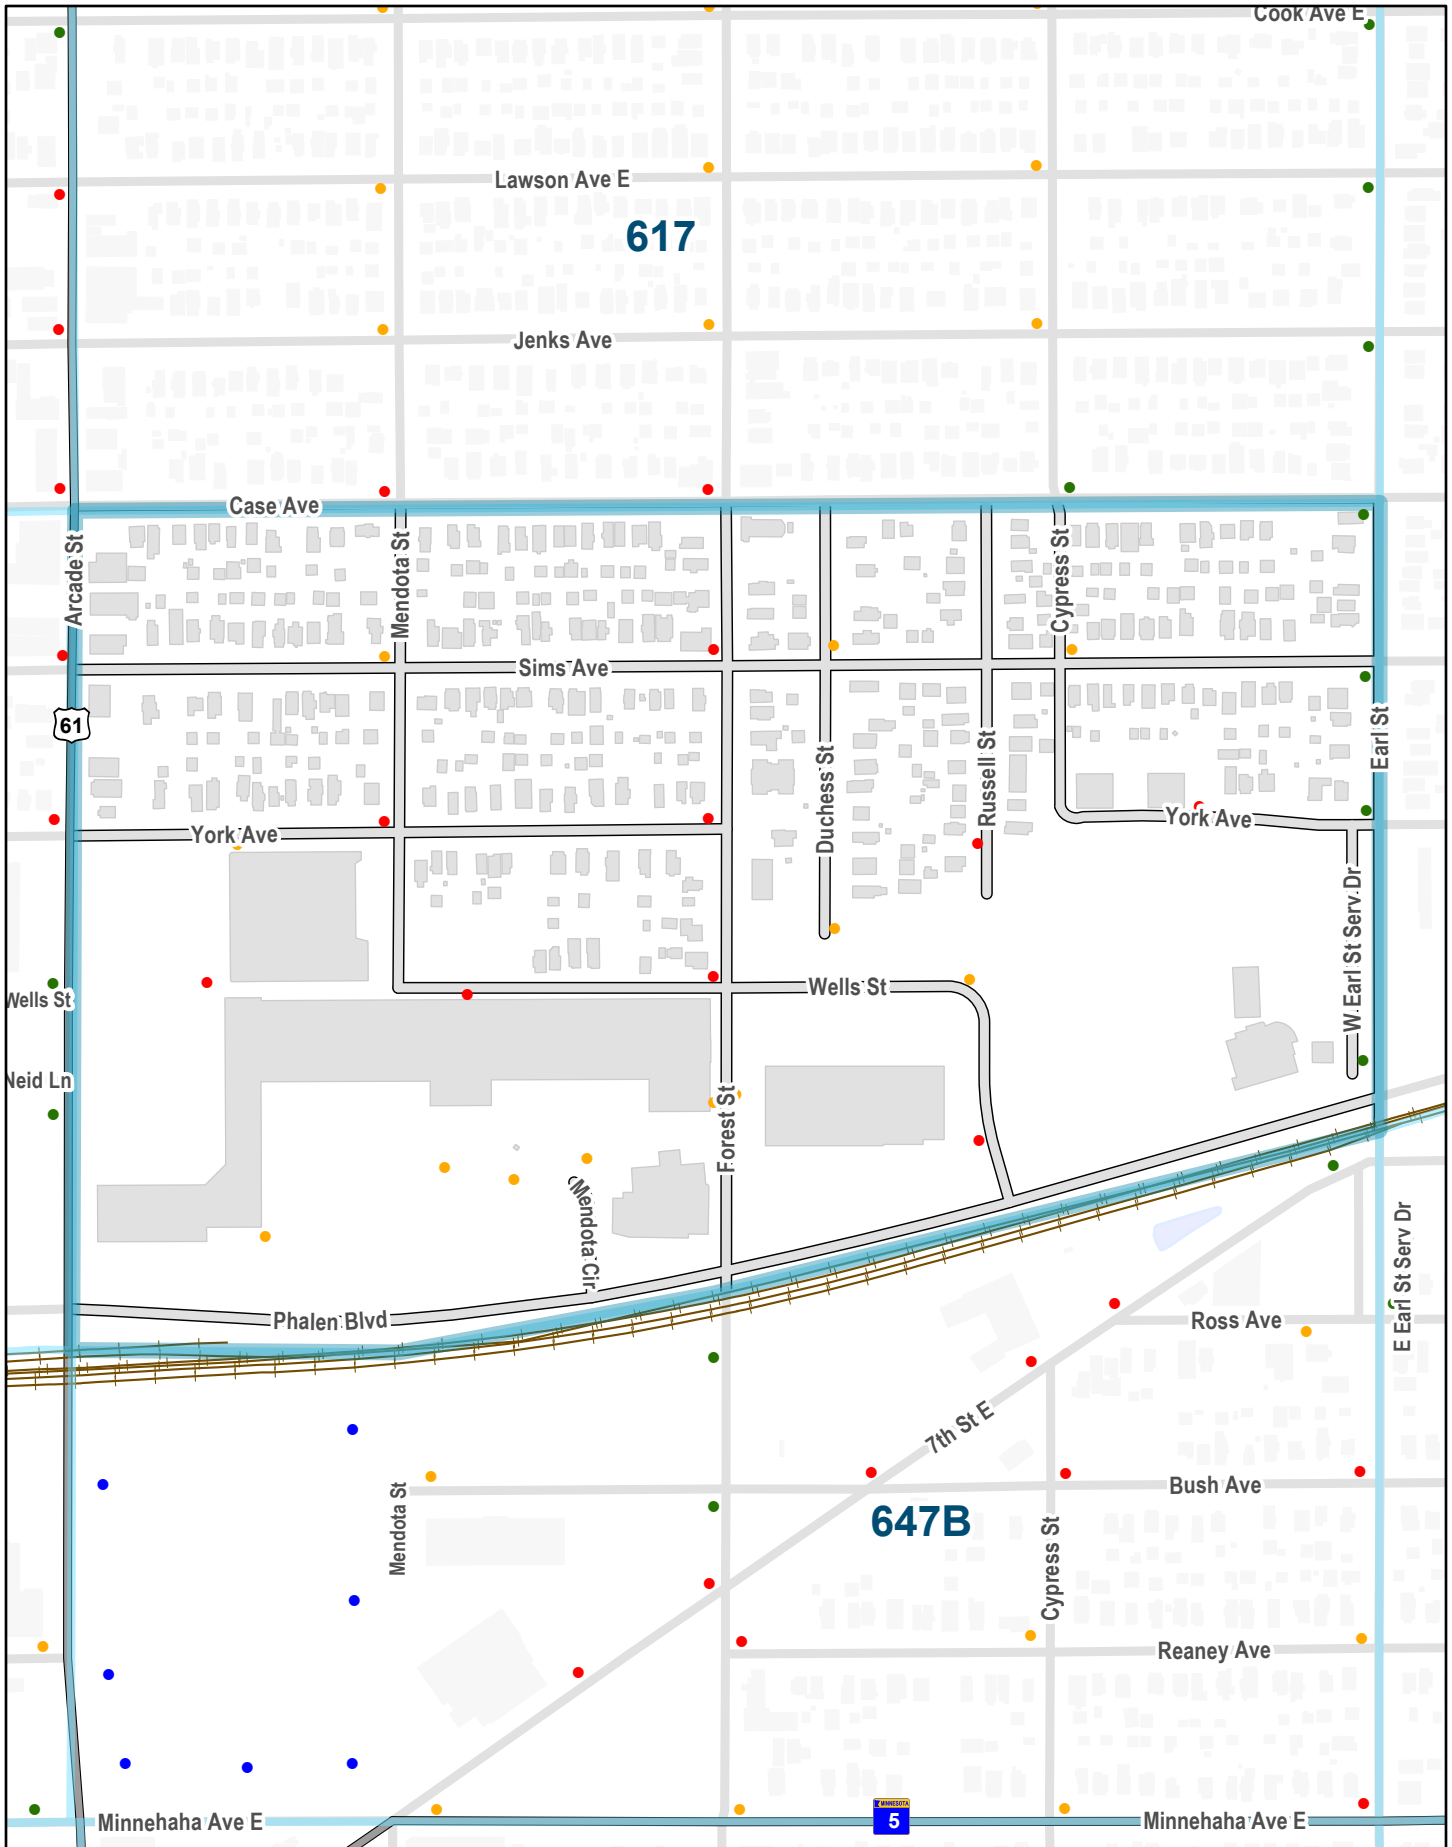 Cook Ave E
Lawson Ave E
617
Jenks Ave
Case Ave
Arcade St
Mendota St
Cypress St
Sims Ave
61
Earl St
Duchess St
Russell St
York Ave
York Ave
W Earl St Serv Dr
Wells St
Wells St
Neid Ln
Forest St
Mendota Cir
E Earl St Serv Dr
Phalen Blvd
Ross Ave
7th St E
Mendota St
Bush Ave
647B
Cypress St
Reaney Ave
MINNESOTA
5
Minnehaha Ave E
Minnehaha Ave E